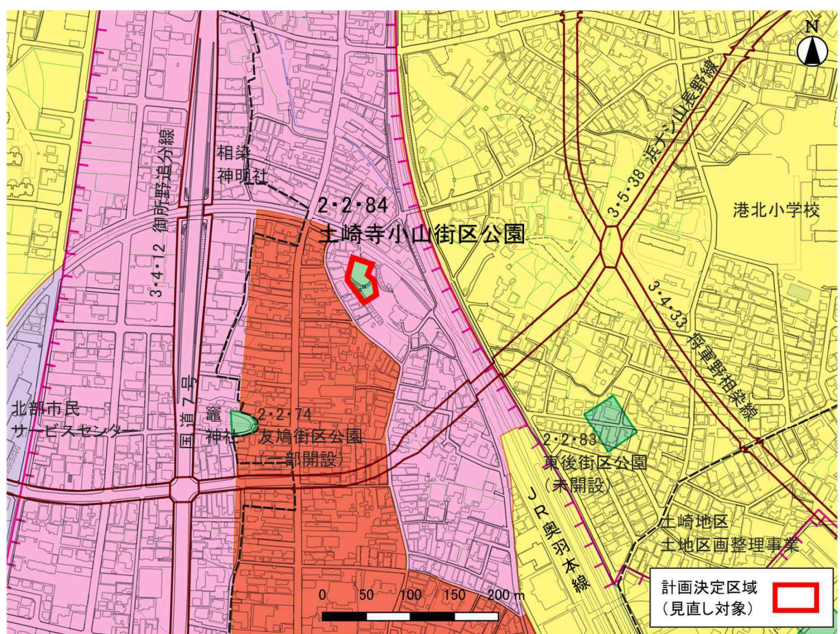 N
3・5・38 浜ナシ山長野線
相染
神明社
2・2・84
土崎寺小山街区公園
港北小学校
3・4・12 御所野追分線
3・4・33 将軍野相染線
国道7号
北部市民
サービスセンター
竈
神社
2・2・74
友鳩街区公園
(一部開設)
2・2・83
東後街区公園
(未開設)
JR奥羽本線
土崎地区
土地区画整理事業
0 50 100 150 200 m
計画決定区域
(見直し対象)